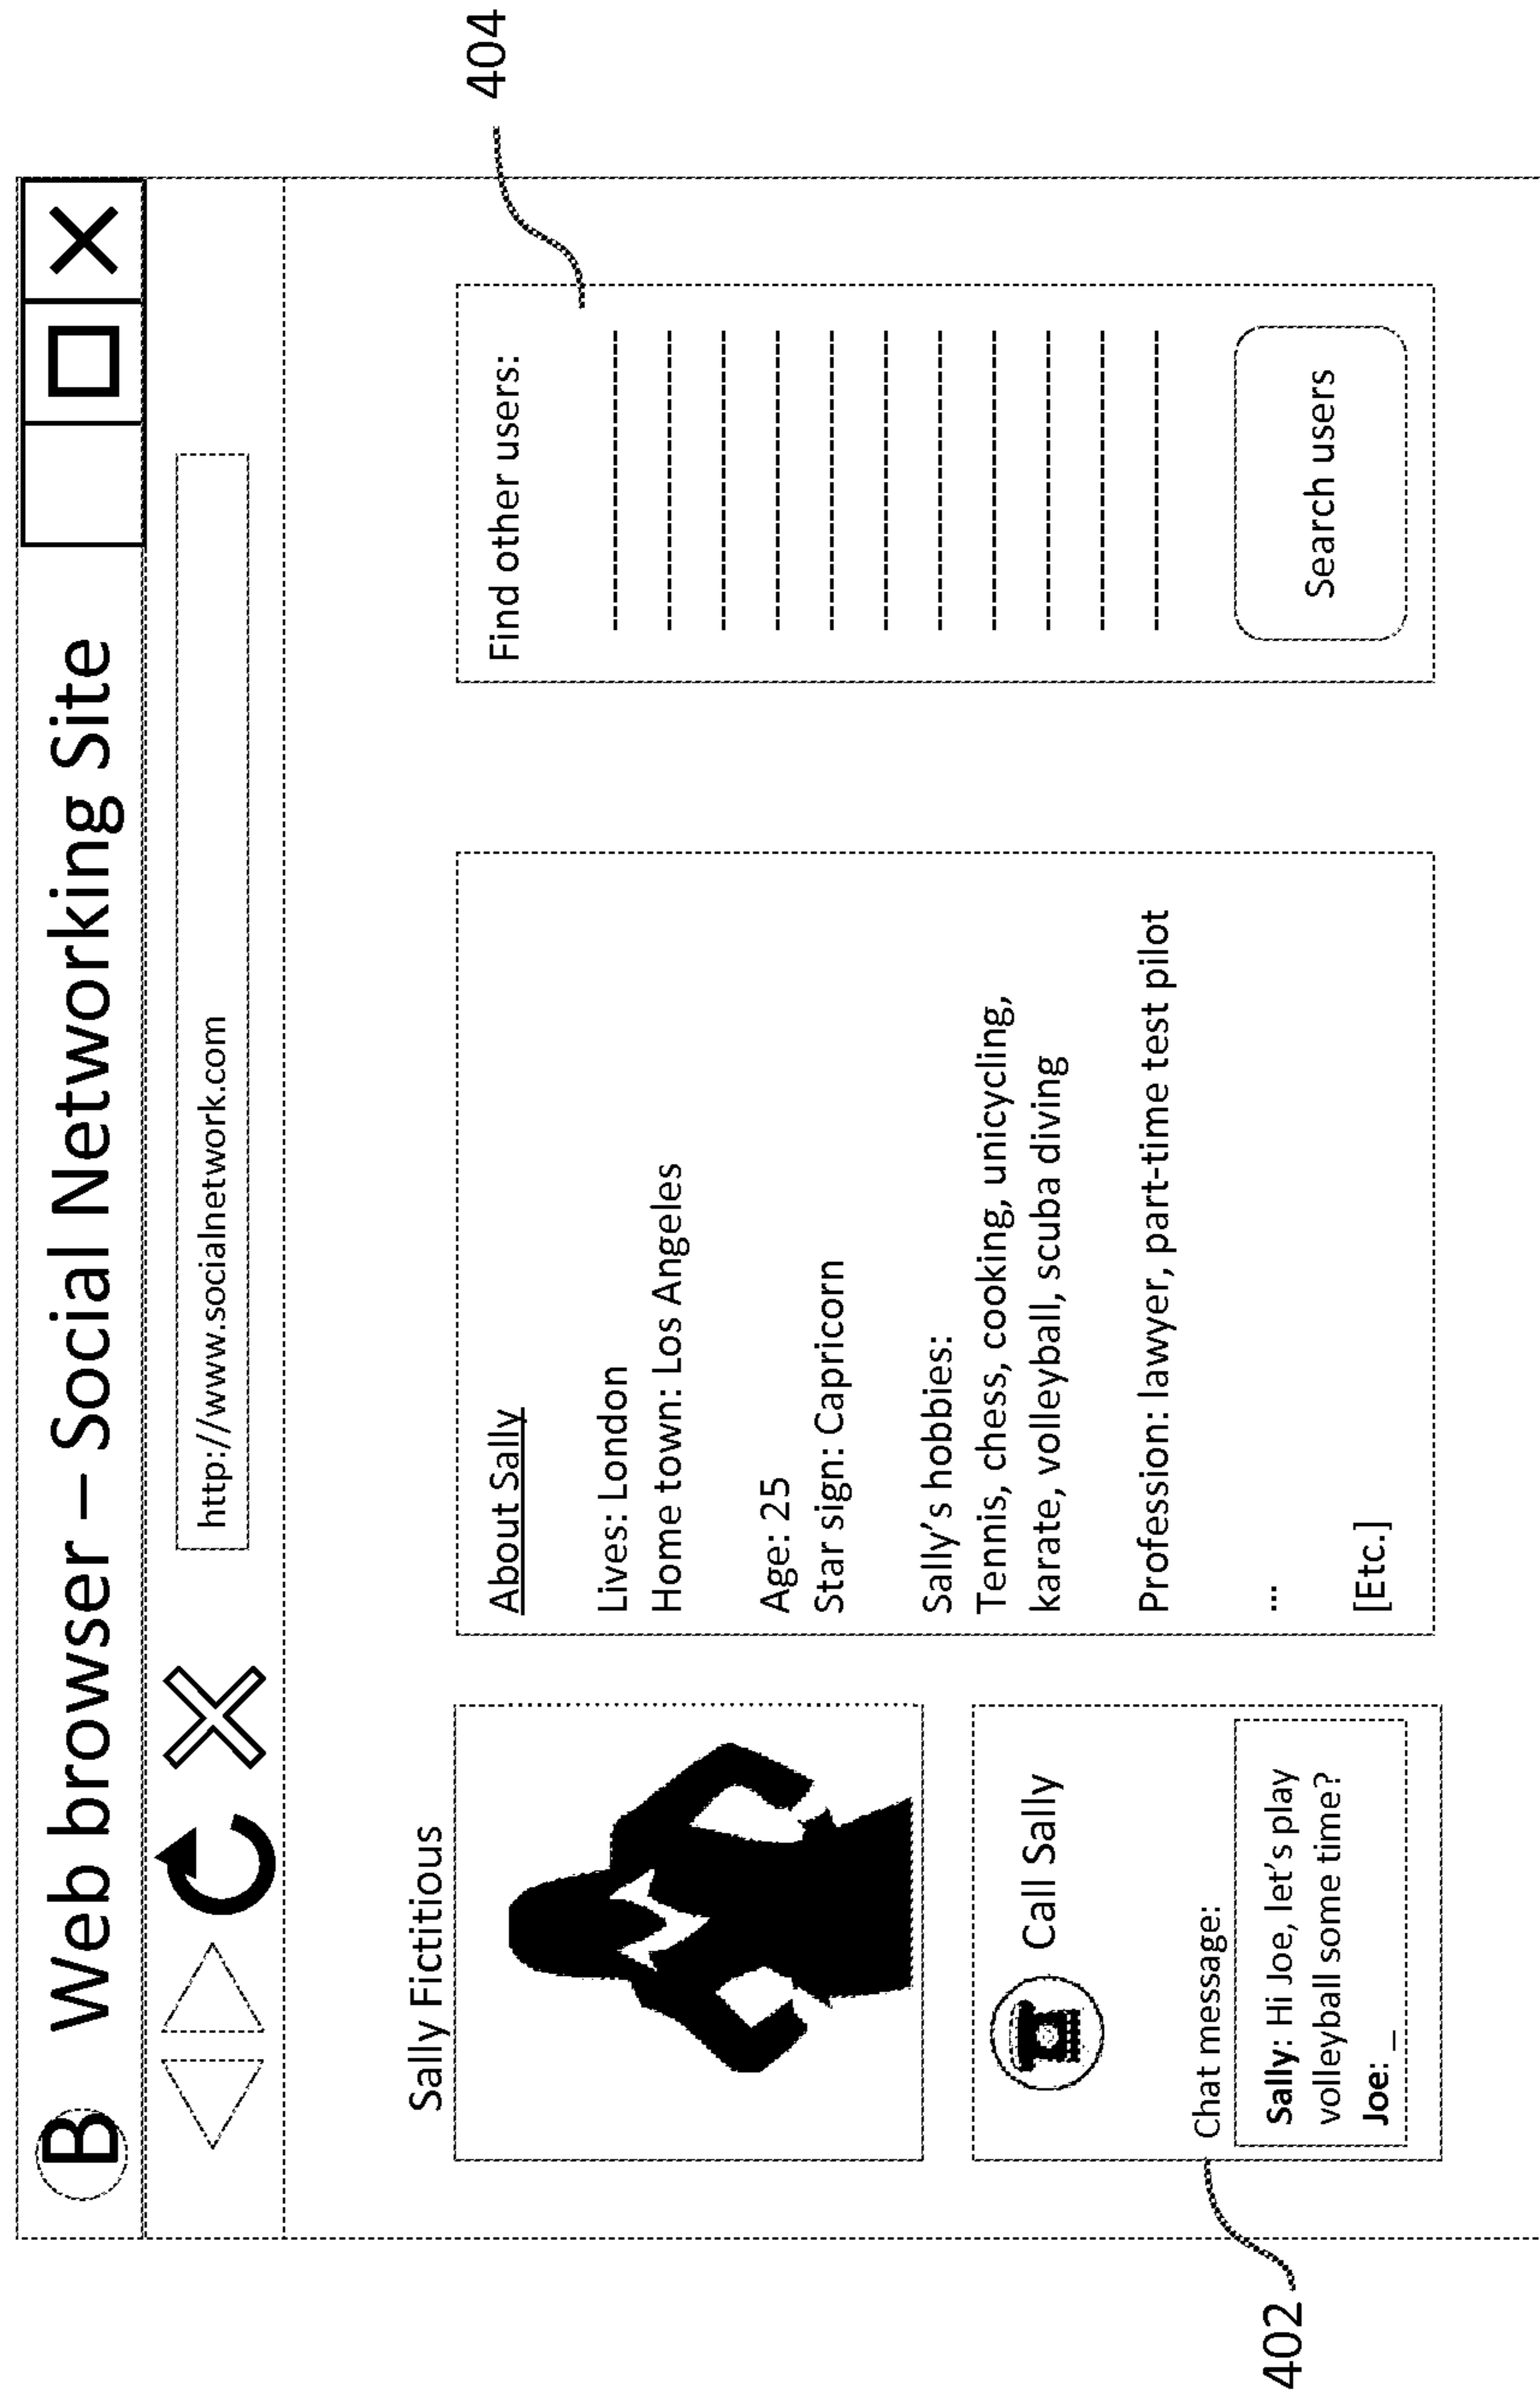 B Web browser – Social Networking Site
http://www.socialnetwork.com
404
Sally Fictitious
Call Sally
Chat message:
Sally: Hi Joe, let's play
volleyball some time?
Joe: _
402
About Sally
Lives: London
Home town: Los Angeles
Age: 25
Star sign: Capricorn
Sally's hobbies:
Tennis, chess, cooking, unicycling,
karate, volleyball, scuba diving
Profession: lawyer, part-time test pilot
...
[Etc.]
Find other users:
Search users